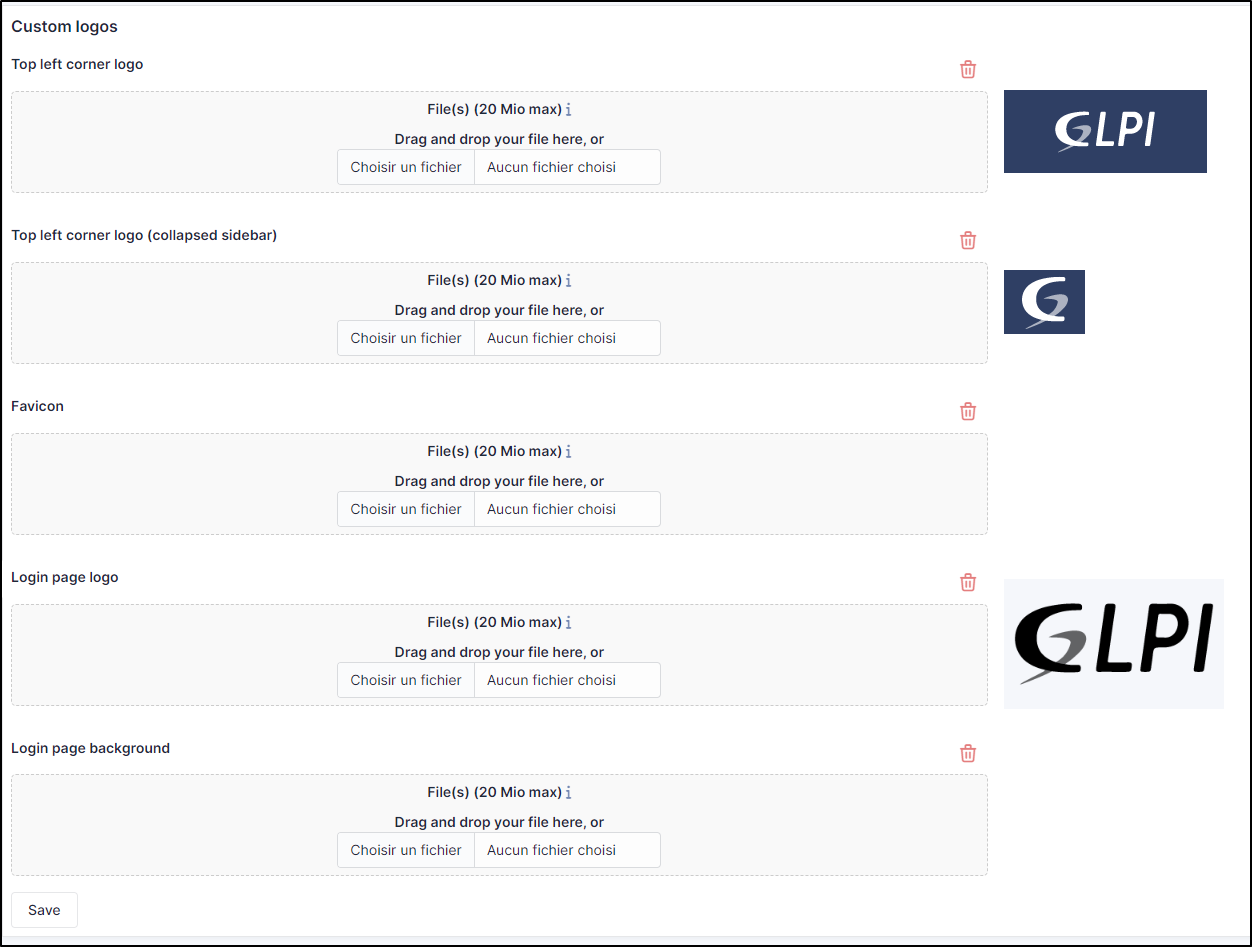 Custom logos
Top left corner logo
File(s) (20 Mio max) i
Drag and drop your file here, or
Choisir un fichier Aucun fichier choisi
GLPI
Top left corner logo (collapsed sidebar)
File(s) (20 Mio max) i
Drag and drop your file here, or
Choisir un fichier Aucun fichier choisi
G
Favicon
File(s) (20 Mio max) i
Drag and drop your file here, or
Choisir un fichier Aucun fichier choisi
Login page logo
File(s) (20 Mio max) i
Drag and drop your file here, or
Choisir un fichier Aucun fichier choisi
GLPI
Login page background
File(s) (20 Mio max) i
Drag and drop your file here, or
Choisir un fichier Aucun fichier choisi
Save